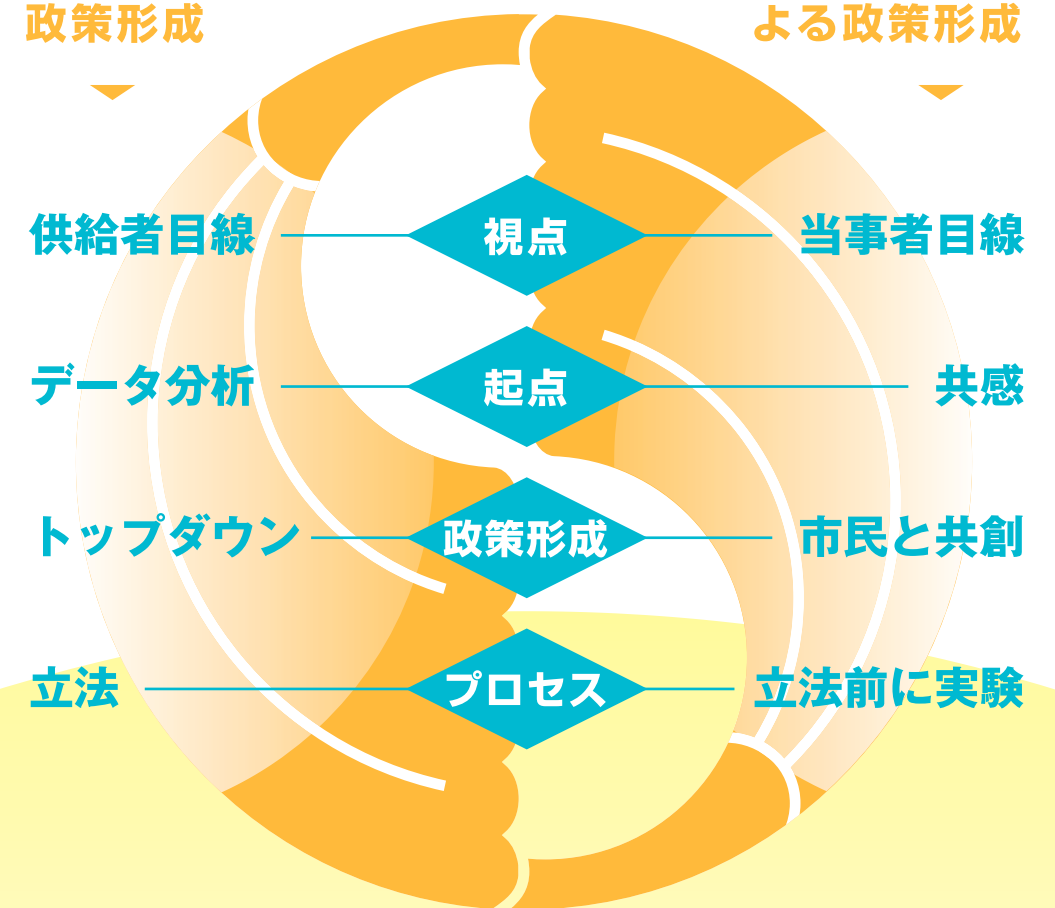 政策形成
よる政策形成
供給者目線
視点
当事者目線
データ分析
起点
共感
トップダウン
政策形成
市民と共創
立法
プロセス
立法前に実験